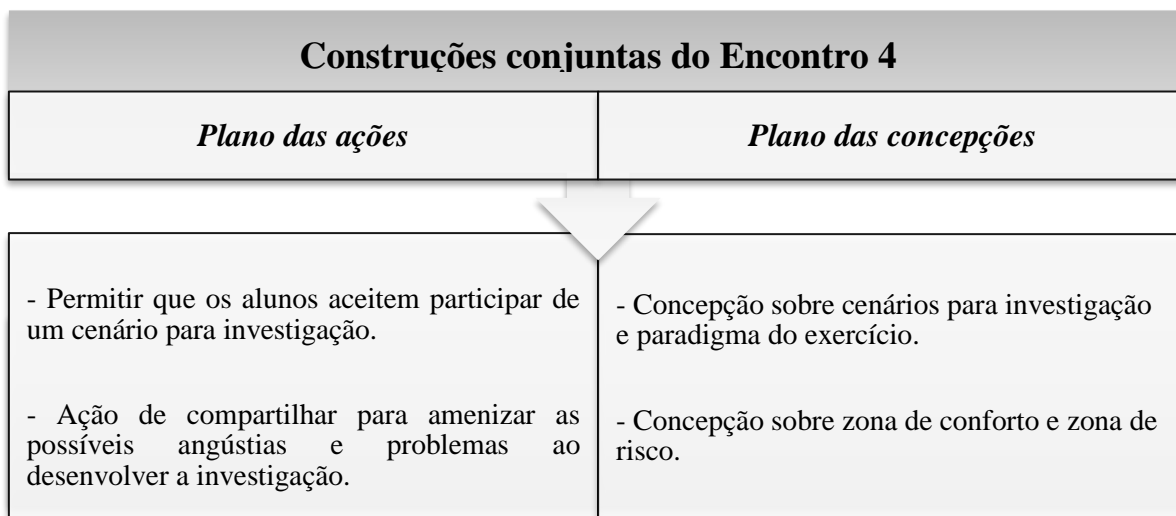 Construções conjuntas do Encontro 4
Plano das ações
Plano das concepções
- Permitir que os alunos aceitem participar de
um cenário para investigação.
- Ação de compartilhar para amenizar as
possíveis angústias e problemas ao
desenvolver a investigação.
- Concepção sobre cenários para investigação
e paradigma do exercício.
- Concepção sobre zona de conforto e zona de
risco.